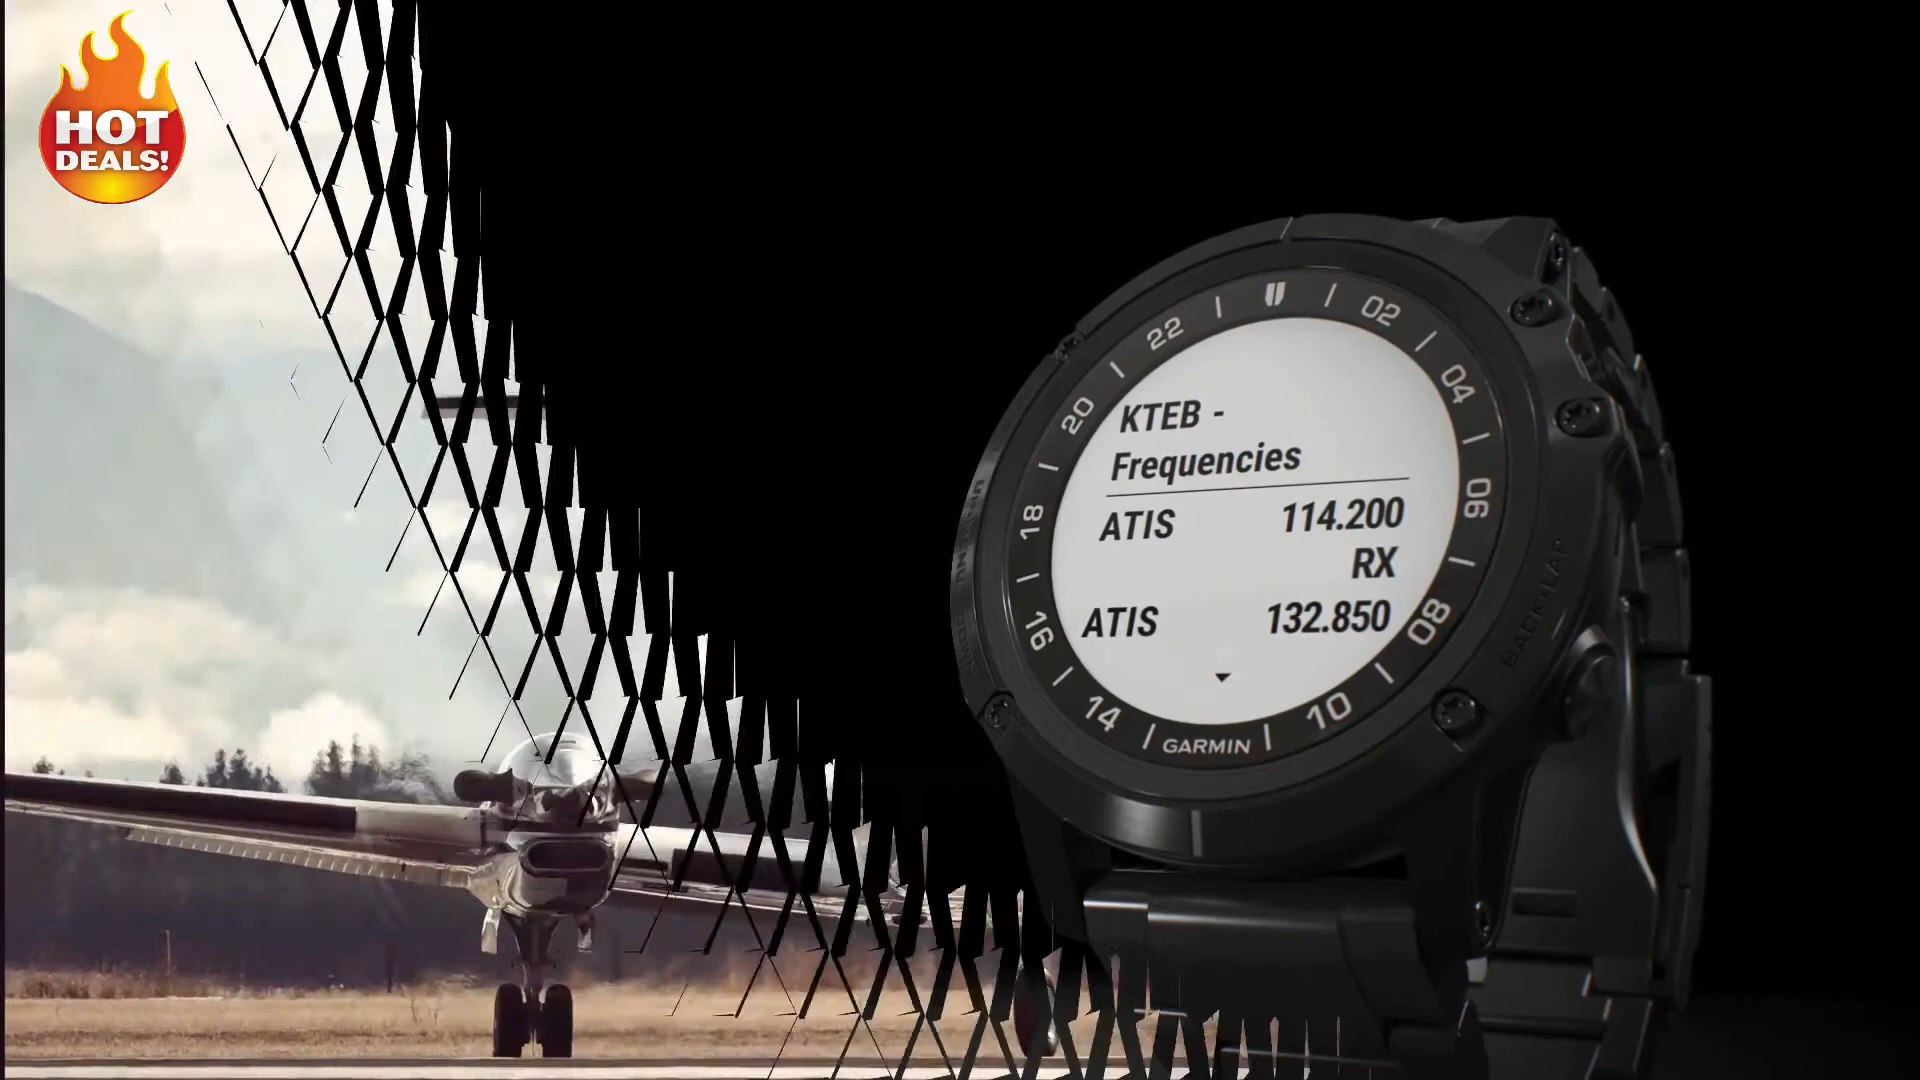 HOT
DEALS!
KTEB -
Frequencies
ATIS 114.200
RX
ATIS 132.850
02
04
06
08
10
GARMIN
14
16
18
20
22
BACK·LAP